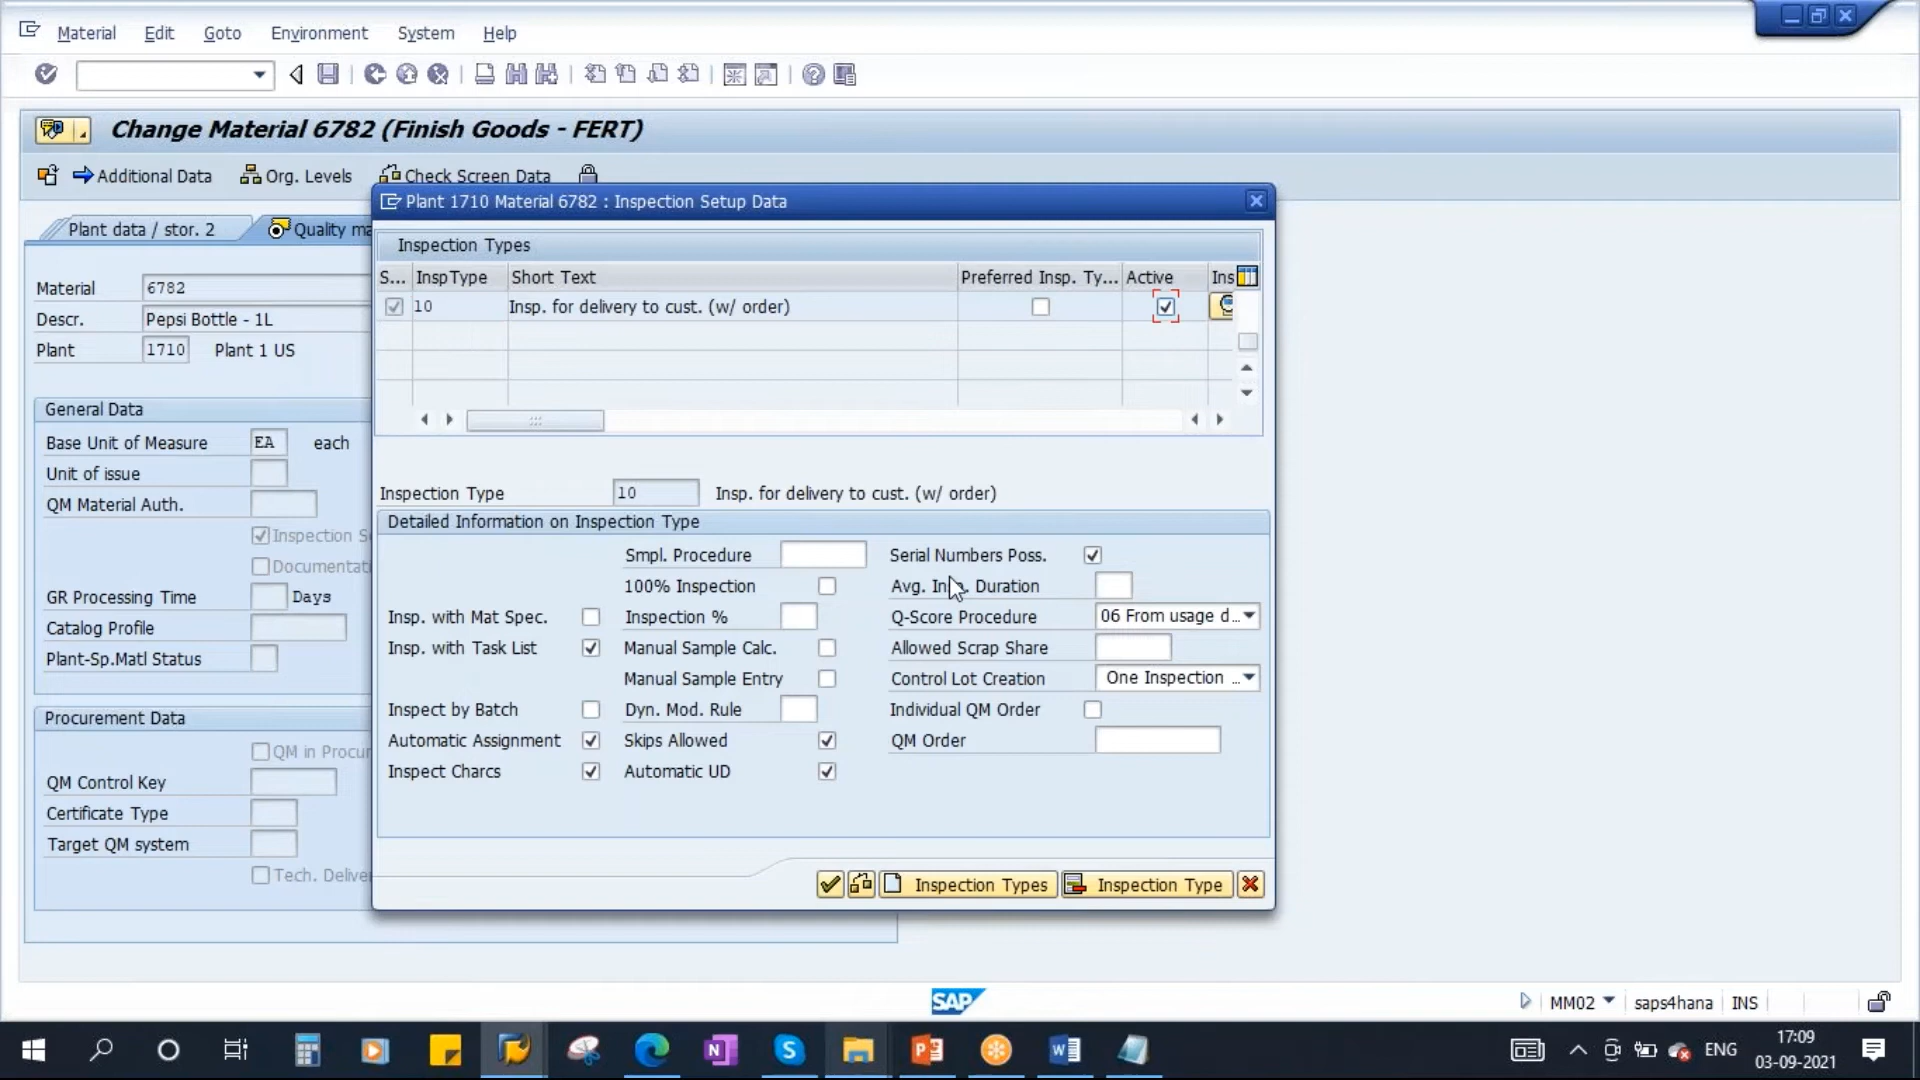 Material Edit Goto Environment System Help
Change Material 6782 (Finish Goods - FERT)
Additional Data Org. Levels Check Screen Data
Plant 1710 Material 6782 : Inspection Setup Data
Plant data / stor. 2 Quality ma
Inspection Types
S... InspType Short Text Preferred Insp. Ty... Active Ins
10 Insp. for delivery to cust. (w/ order)
Material 6782
Descr. Pepsi Bottle - 1L
Plant 1710 Plant 1 US
General Data
Base Unit of Measure EA each
Unit of issue
QM Material Auth.
Inspection Se
Documentati
GR Processing Time Days
Catalog Profile
Plant-Sp.Matl Status
Procurement Data
QM in Procur
QM Control Key
Certificate Type
Target QM system
Tech. Delive
Inspection Type 10 Insp. for delivery to cust. (w/ order)
Detailed Information on Inspection Type
Smpl. Procedure Serial Numbers Poss.
100% Inspection Avg. Duration
Insp. with Mat Spec. Inspection % Q-Score Procedure 06 From usage d...
Insp. with Task List Manual Sample Calc. Allowed Scrap Share
Manual Sample Entry Control Lot Creation One Inspection ...
Inspect by Batch Dyn. Mod. Rule Individual QM Order
Automatic Assignment Skips Allowed QM Order
Inspect Charcs Automatic UD
Inspection Types Inspection Type
SAP
MM02 saps4hana INS
ENG
17:09
03-09-2021